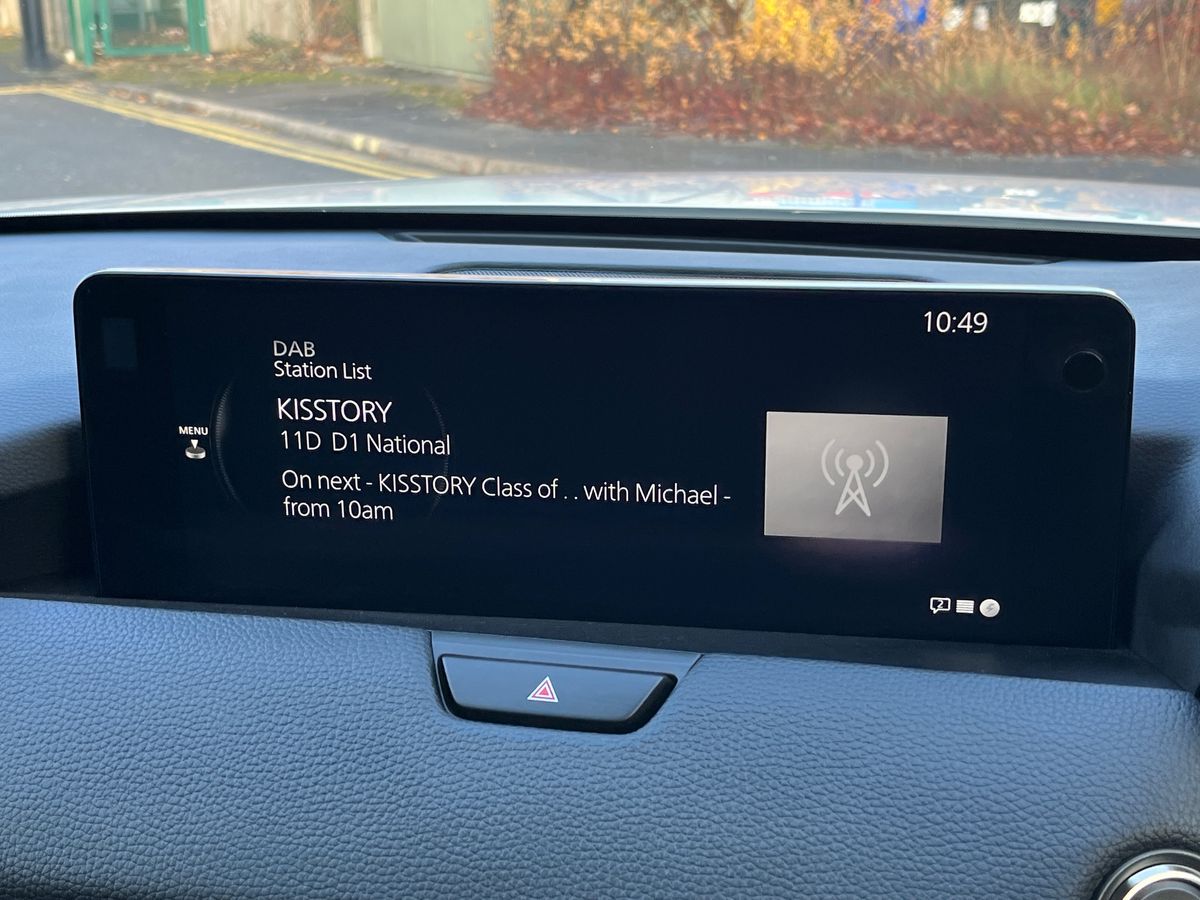 10:49
DAB
Station List
KISSTORY
MENU
11D D1 National
On next - KISSTORY Class of . . with Michael -
from 10am
2